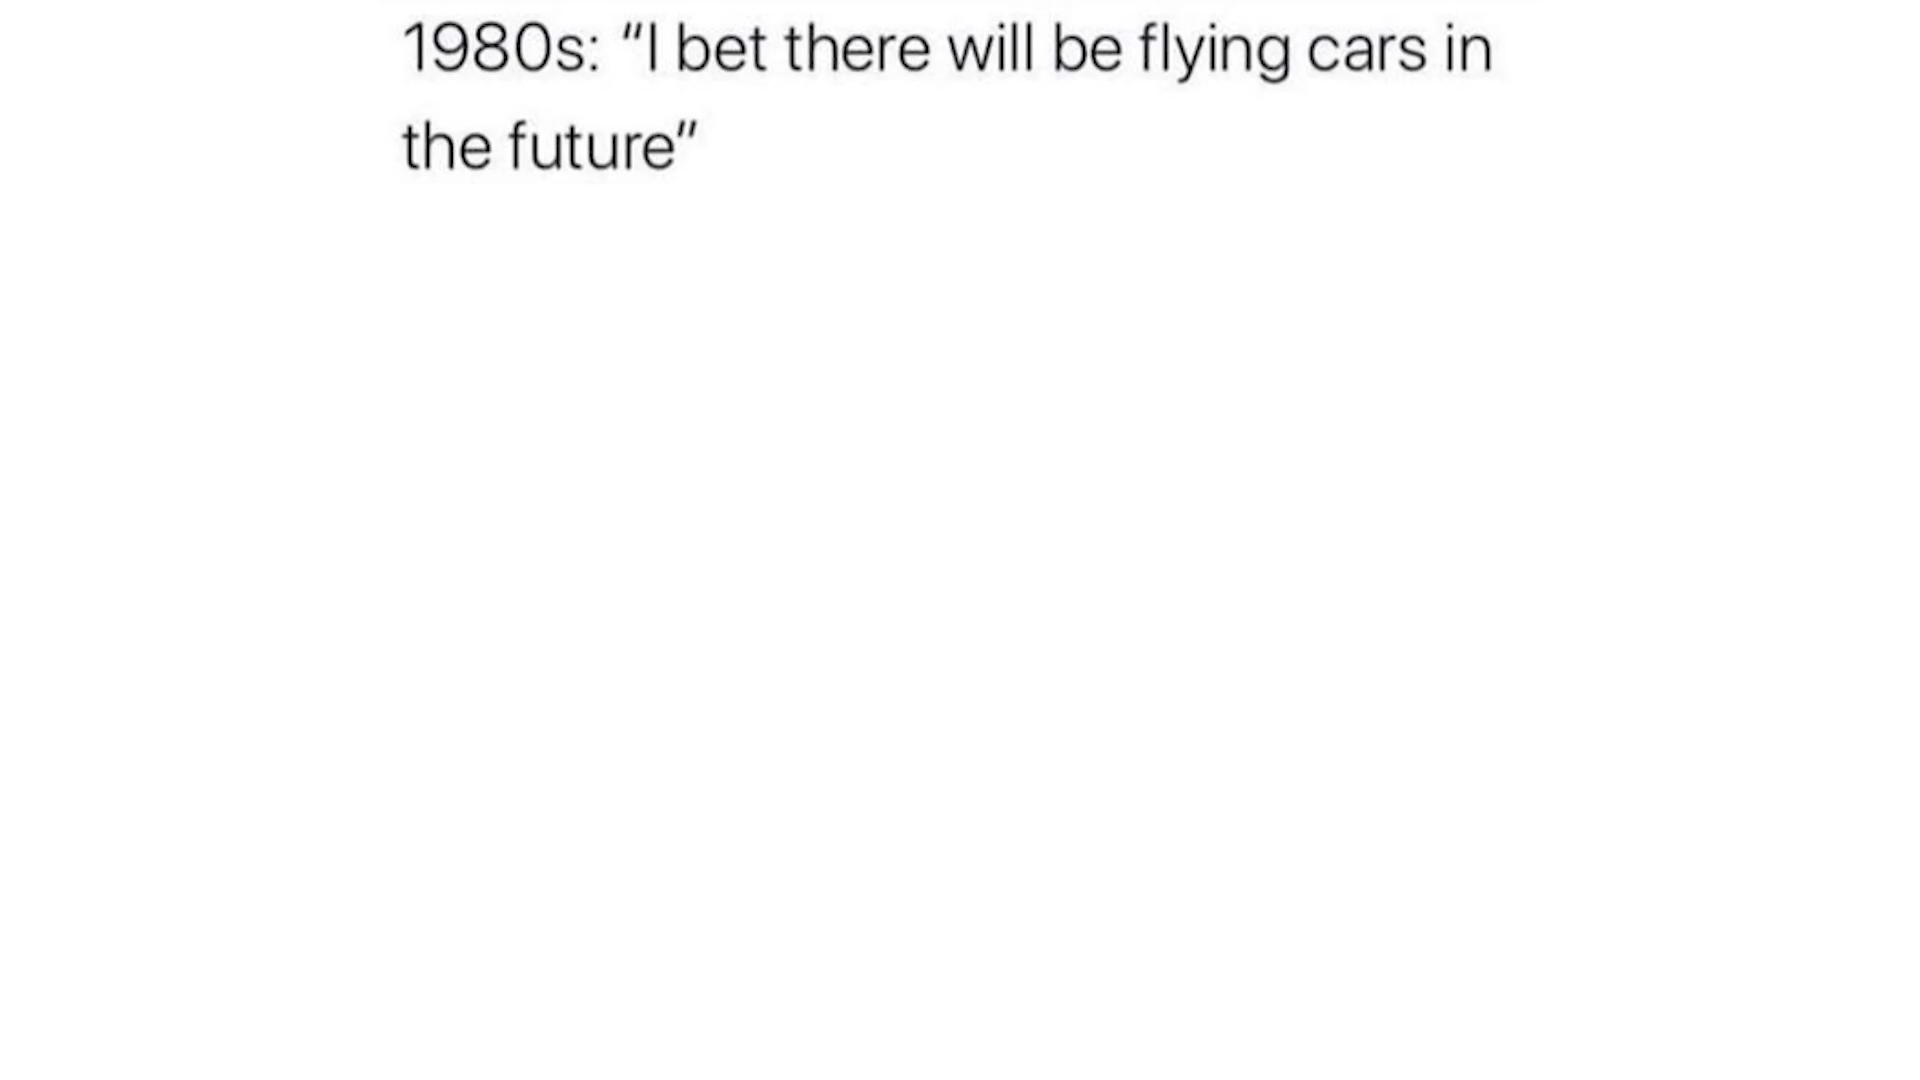 1980s: “I bet there will be flying cars in
the future”